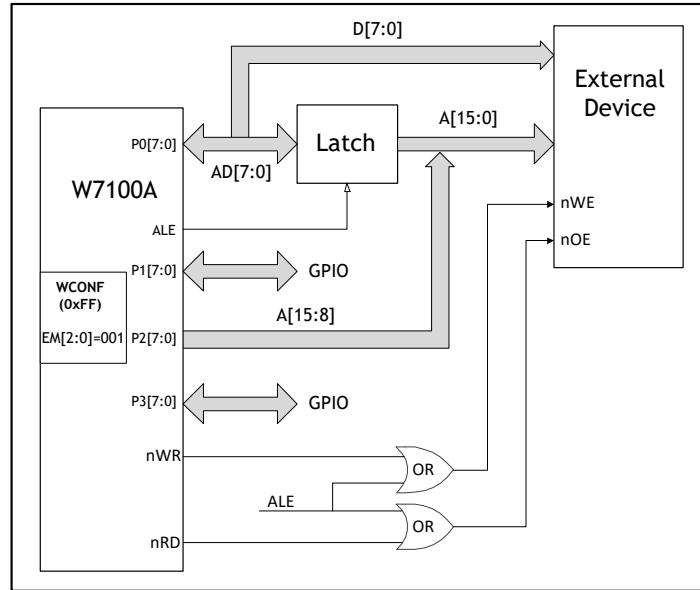 D[7:0]
External
Device
A[15:0]
P0[7:0]
Latch
AD[7:0]
W7100A
nWE
ALE
nOE
P1[7:0]
GPIO
WCONF
(0xFF)
A[15:8]
EM[2:0]=001
P2[7:0]
P3[7:0]
GPIO
nWR
OR
ALE
OR
nRD